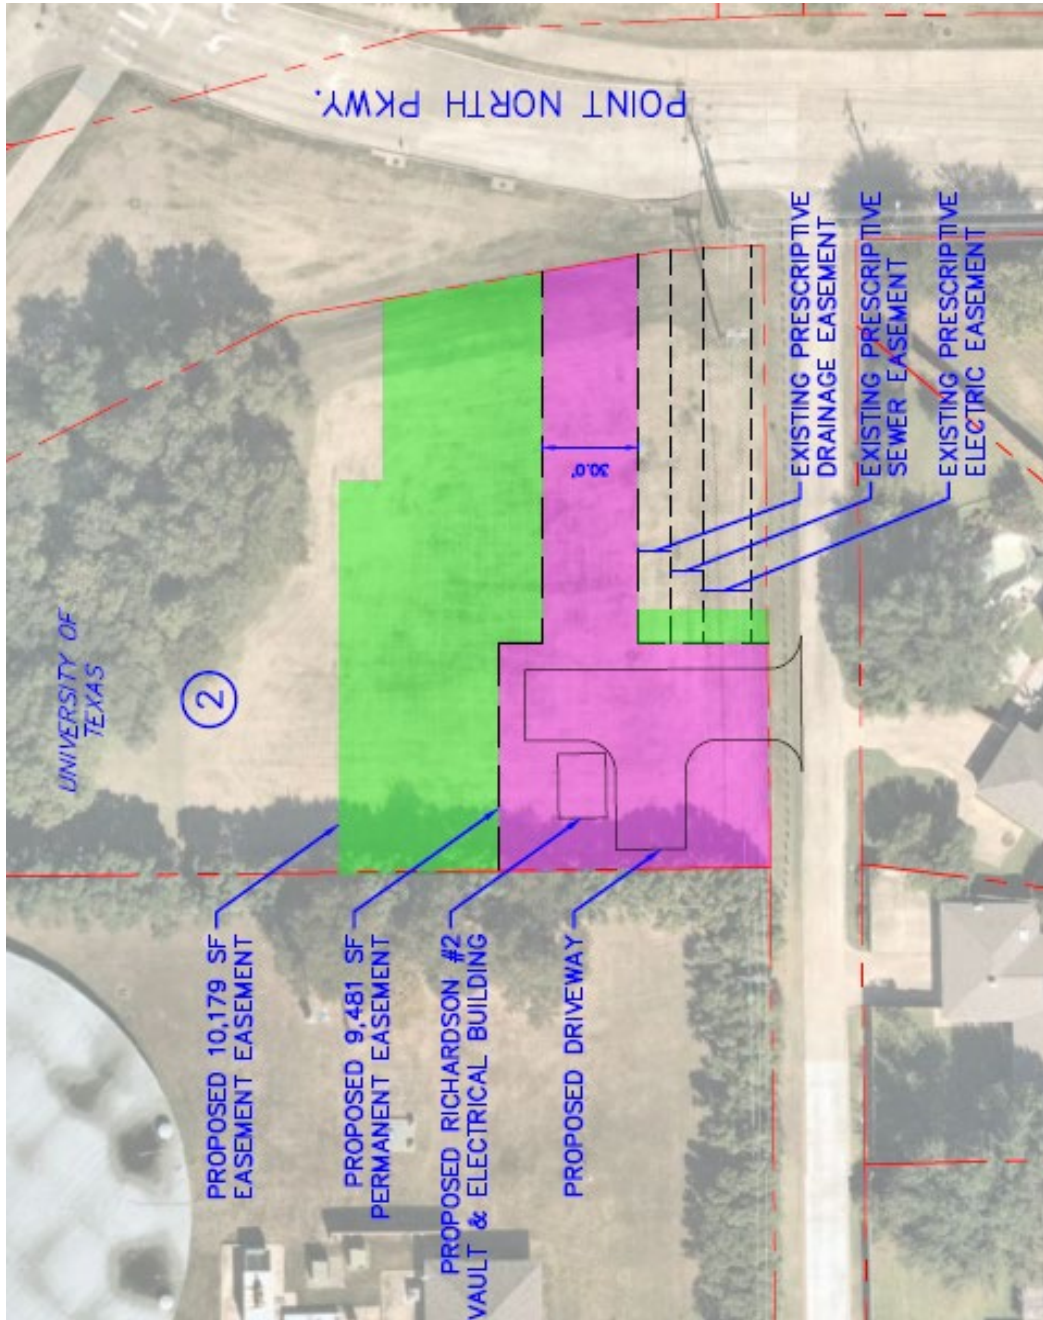 POINT NORTH PKWY.
EXISTING PRESCRIPTIVE
DRAINAGE EASEMENT
EXISTING PRESCRIPTIVE
SEWER EASEMENT
EXISTING PRESCRIPTIVE
ELECTRIC EASEMENT
30.0'
UNIVERSITY OF
TEXAS
2
PROPOSED 10,179 SF
EASEMENT EASEMENT
PROPOSED 9,481 SF
PERMANENT EASEMENT
PROPOSED RICHARDSON #2
VAULT & ELECTRICAL BUILDING
PROPOSED DRIVEWAY